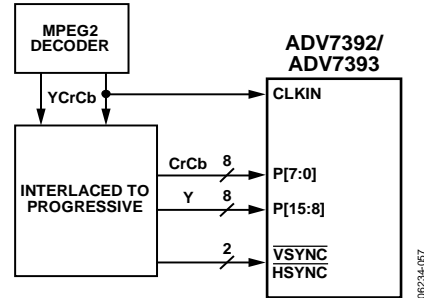 MPEG2
DECODER
YCrCb
ADV7392/
ADV7393
CLKIN
INTERLACED TO
PROGRESSIVE
CrCb 8
P[7:0]
Y 8
P[15:8]
2
VSYNC
HSYNC
06234-057